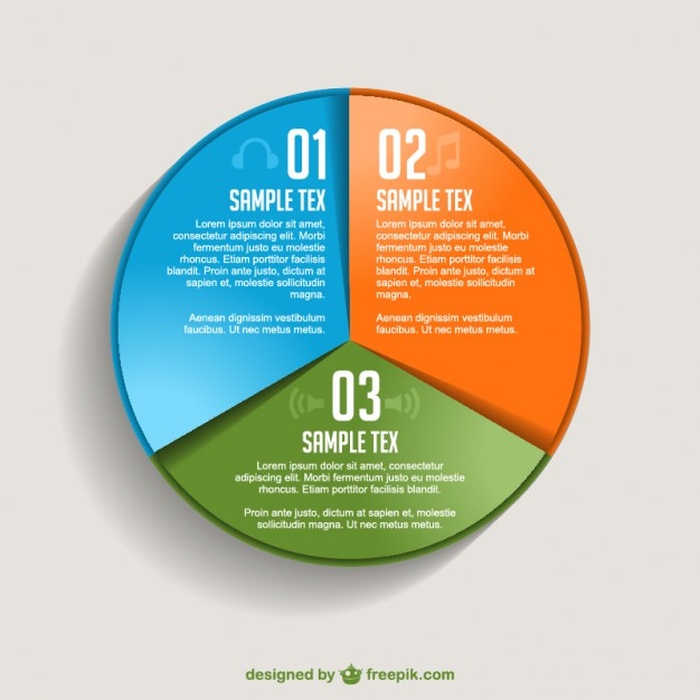 01
SAMPLE TEX
Lorem ipsum dolor sit amet,
consectetur adipiscing elit. Morbi
fermentum justo eu molestie
rhoncus. Etiam porttitor facilisis
blandit. Proin ante justo, dictum at
sapien et, molestie sollicitudin
magna.
Aenean dignissim vestibulum
faucibus. Ut nec metus metus.
02
SAMPLE TEX
Lorem ipsum dolor sit amet,
consectetur adipiscing elit. Morbi
fermentum justo eu molestie
rhoncus. Etiam porttitor facilisis
blandit. Proin ante justo, dictum at
sapien et, molestie sollicitudin
magna.
Aenean dignissim vestibulum
faucibus. Ut nec metus metus.
03
SAMPLE TEX
Lorem ipsum dolor sit amet, consectetur
adipiscing elit. Morbi fermentum justo eu molestie
rhoncus. Etiam porttitor facilisis blandit.
Proin ante justo, dictum at sapien et, molestie
sollicitudin magna. Ut nec metus metus.
designed by freepik.com